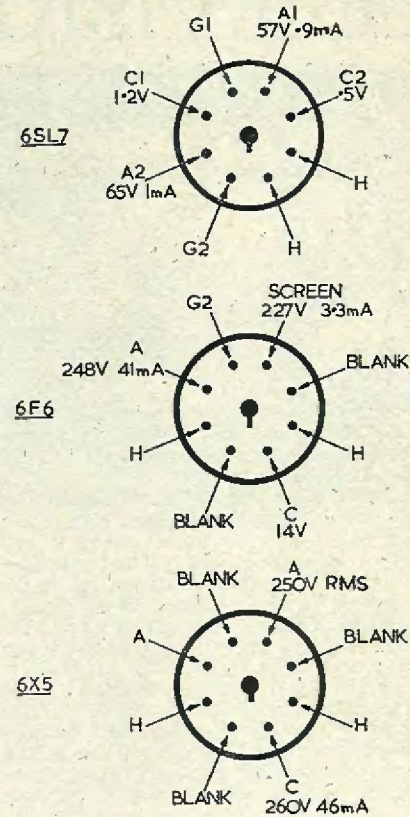 G1
A1
57V ·9mA
C1
1·2V
C2
·5V
6SL7
A2
65V 1mA
H
G2
H
G2
SCREEN
227V 3·3mA
A
248V 41mA
BLANK
6F6
H
H
BLANK
C
14V
BLANK
A
250V RMS
A
BLANK
6X5
H
H
BLANK
C
260V 46mA